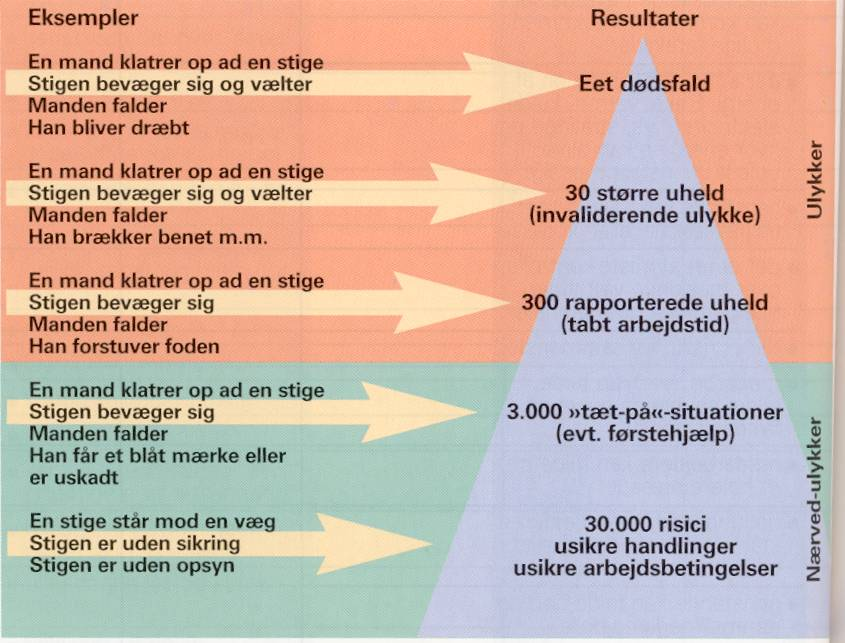 Eksempler
Resultater
En mand klatrer op ad en stige
Stigen bevæger sig og vælter
Manden falder
Han bliver dræbt
Eet dødsfald
En mand klatrer op ad en stige
Stigen bevæger sig og vælter
Manden falder
Han brækker benet m.m.
30 større uheld
(invaliderende ulykke)
En mand klatrer op ad en stige
Stigen bevæger sig
Manden falder
Han forstuver foden
300 rapporterede uheld
(tabt arbejdstid)
Ulykker
En mand klatrer op ad en stige
Stigen bevæger sig
Manden falder
Han får et blåt mærke eller
er uskadt
3.000 »tæt-på«-situationer
(evt. førstehjælp)
En stige står mod en væg
Stigen er uden sikring
Stigen er uden opsyn
30.000 risici
usikre handlinger
usikre arbejdsbetingelser
Nærved-ulykker